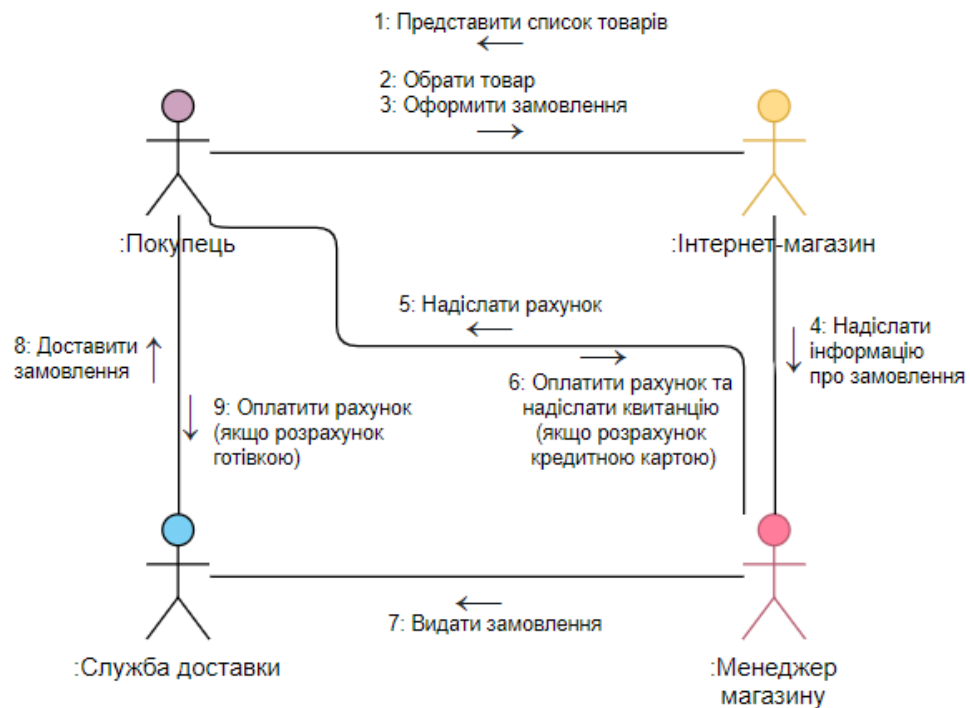 1: Представити список товарів
2: Обрати товар
3: Оформити замовлення
:Покупець
:Інтернет-магазин
5: Надіслати рахунок
4: Надіслати
інформацію
про замовлення
8: Доставити
замовлення
6: Оплатити рахунок та
надіслати квитанцію
(якщо розрахунок
кредитною картою)
9: Оплатити рахунок
(якщо розрахунок
готівкою)
7: Видати замовлення
:Служба доставки
:Менеджер
магазину